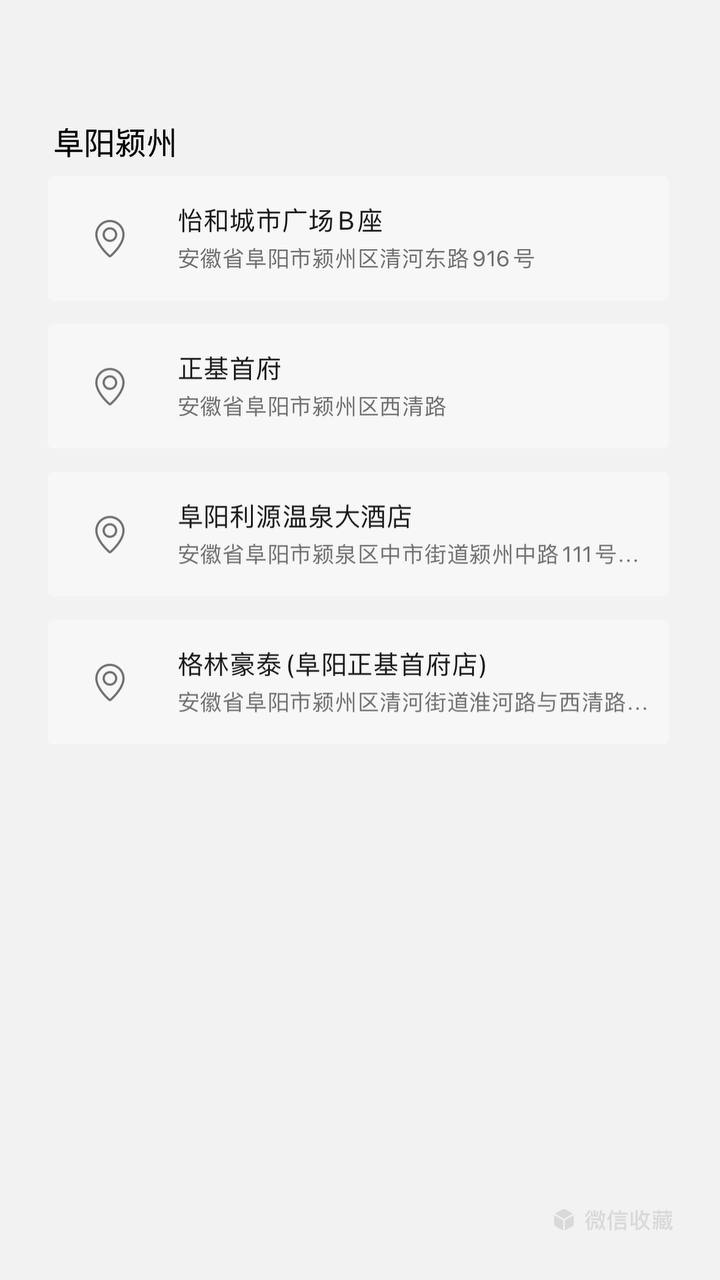 阜阳颍州
怡和城市广场B座
安徽省阜阳市颍州区清河东路916号
正基首府
安徽省阜阳市颍州区西清路
阜阳利源温泉大酒店
安徽省阜阳市颍泉区中市街道颍州中路111号...
格林豪泰(阜阳正基首府店)
安徽省阜阳市颍州区清河街道淮河路与西清路...
微信收藏